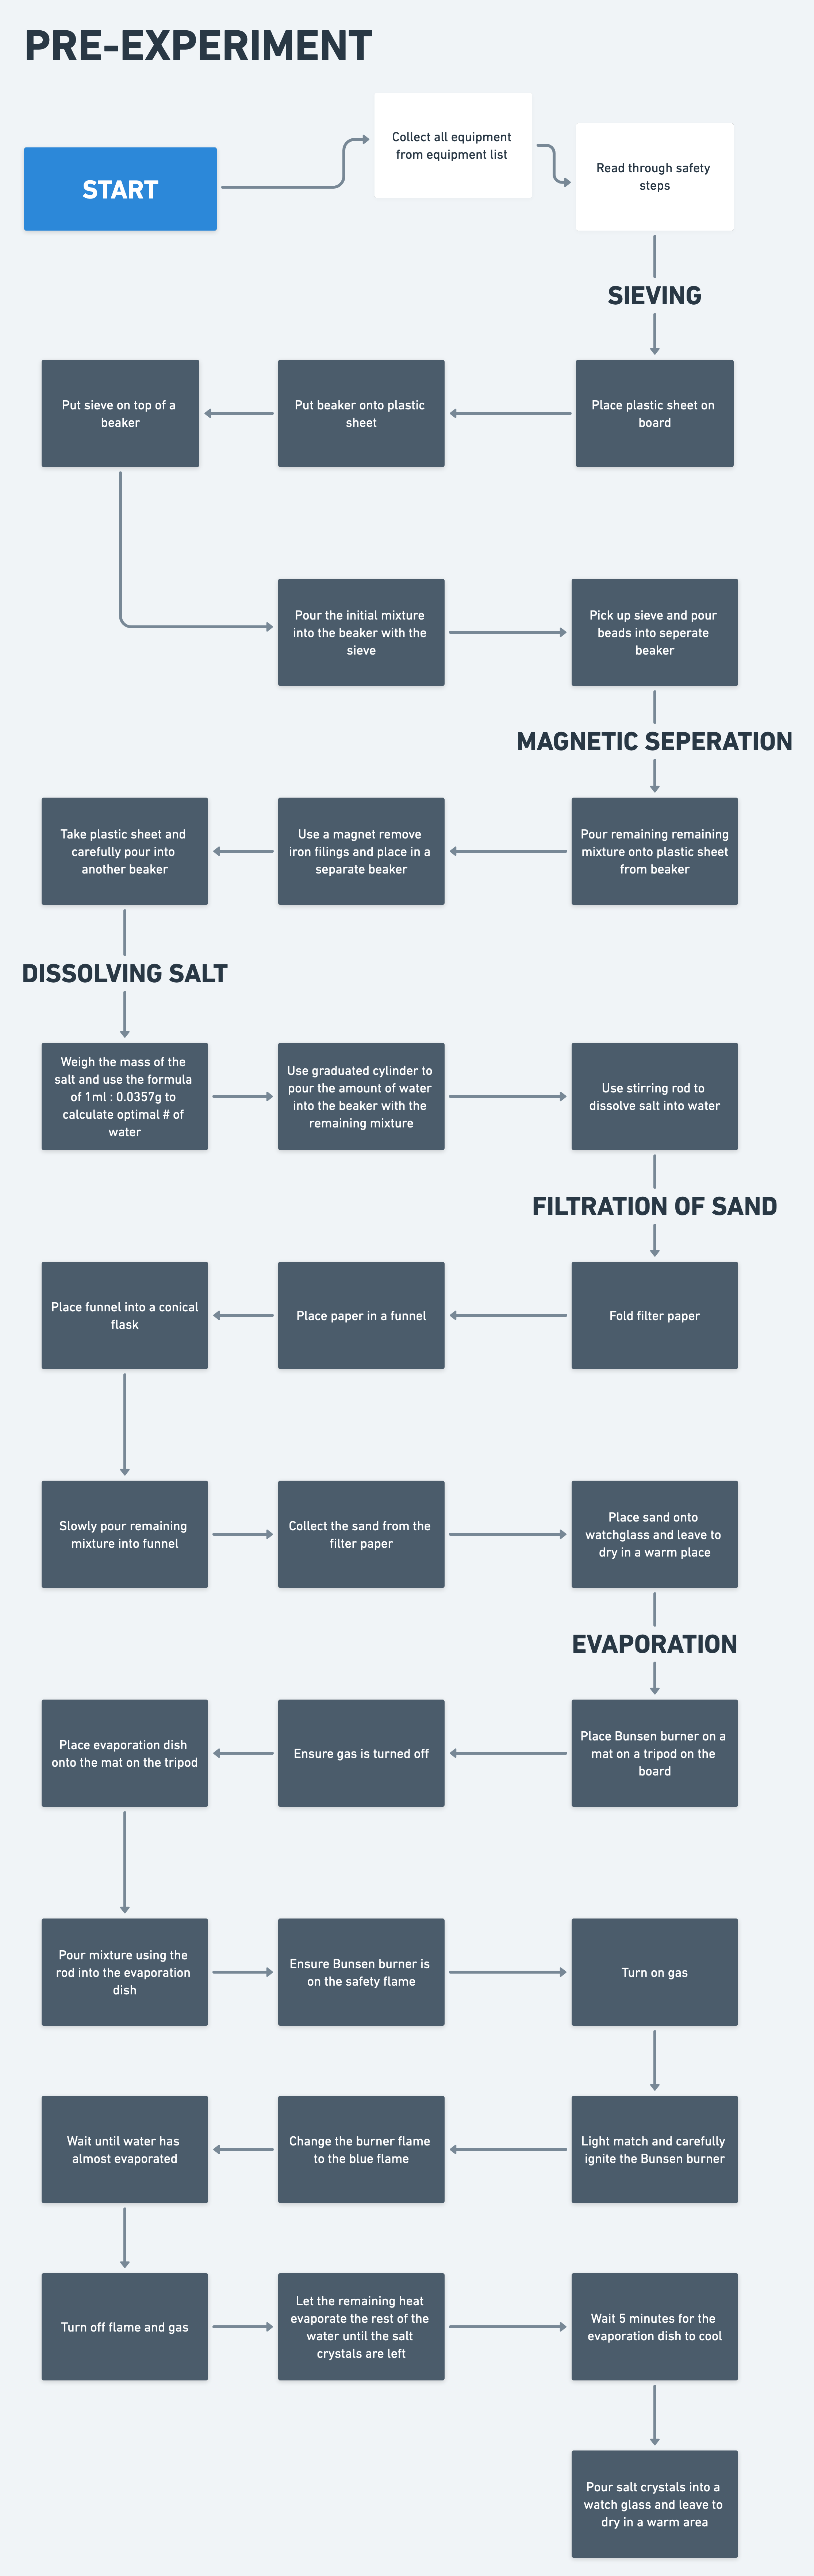 PRE-EXPERIMENT
START
Collect all equipment
from equipment list
Read through safety
steps
SIEVING
Place plastic sheet on
board
Put beaker onto plastic
sheet
Put sieve on top of a
beaker
Pour the initial mixture
into the beaker with the
sieve
Pick up sieve and pour
beads into seperate
beaker
MAGNETIC SEPERATION
Pour remaining remaining
mixture onto plastic sheet
from beaker
Use a magnet remove
iron filings and place in a
separate beaker
Take plastic sheet and
carefully pour into
another beaker
DISSOLVING SALT
Weigh the mass of the
salt and use the formula
of 1ml : 0.0357g to
calculate optimal # of
water
Use graduated cylinder to
pour the amount of water
into the beaker with the
remaining mixture
Use stirring rod to
dissolve salt into water
FILTRATION OF SAND
Fold filter paper
Place paper in a funnel
Place funnel into a conical
flask
Slowly pour remaining
mixture into funnel
Collect the sand from the
filter paper
Place sand onto
watchglass and leave to
dry in a warm place
EVAPORATION
Place Bunsen burner on a
mat on a tripod on the
board
Ensure gas is turned off
Place evaporation dish
onto the mat on the tripod
Pour mixture using the
rod into the evaporation
dish
Ensure Bunsen burner is
on the safety flame
Turn on gas
Light match and carefully
ignite the Bunsen burner
Change the burner flame
to the blue flame
Wait until water has
almost evaporated
Turn off flame and gas
Let the remaining heat
evaporate the rest of the
water until the salt
crystals are left
Wait 5 minutes for the
evaporation dish to cool
Pour salt crystals into a
watch glass and leave to
dry in a warm area